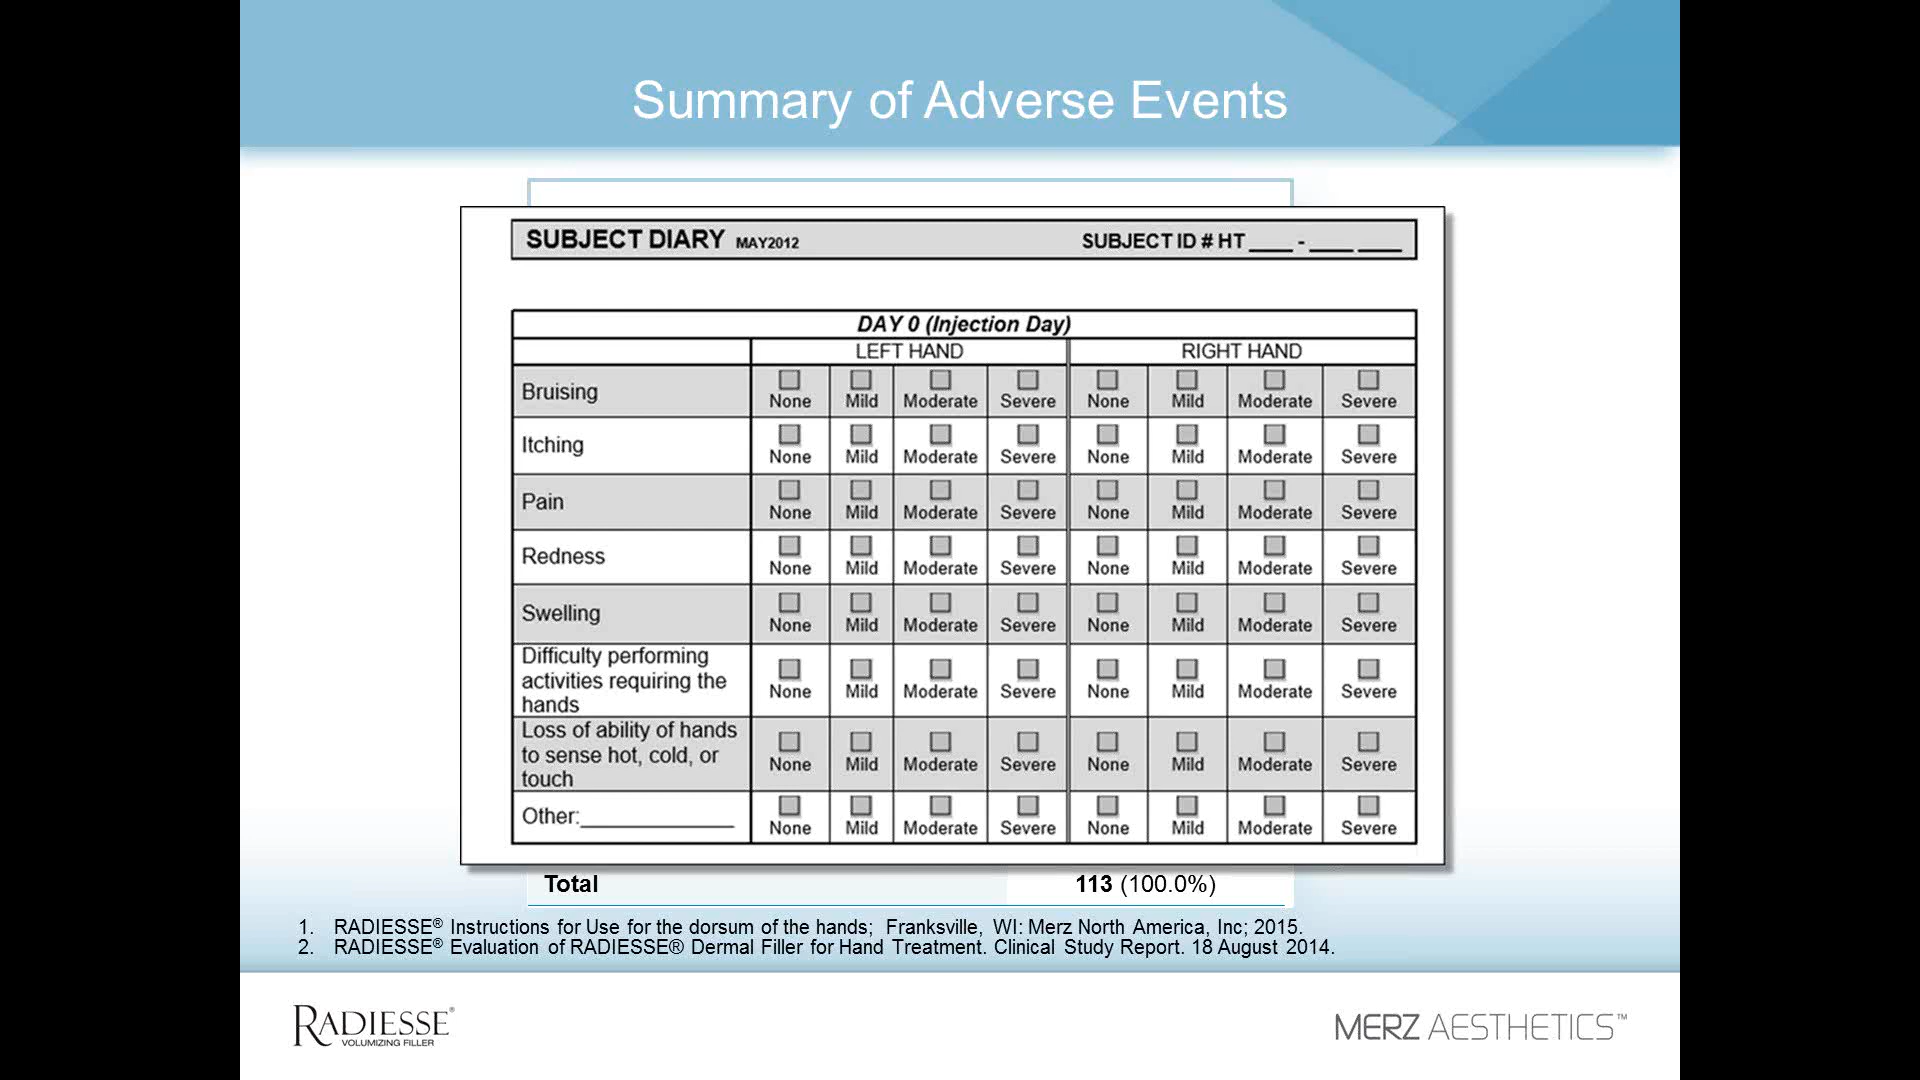 Summary of Adverse Events
SUBJECT DIARY MAY2012 SUBJECT ID # HT ____ - ____ ____
DAY 0 (Injection Day)
LEFT HAND RIGHT HAND
Bruising None Mild Moderate Severe None Mild Moderate Severe
Itching None Mild Moderate Severe None Mild Moderate Severe
Pain None Mild Moderate Severe None Mild Moderate Severe
Redness None Mild Moderate Severe None Mild Moderate Severe
Swelling None Mild Moderate Severe None Mild Moderate Severe
Difficulty performing
activities requiring the
hands None Mild Moderate Severe None Mild Moderate Severe
Loss of ability of hands
to sense hot, cold, or
touch None Mild Moderate Severe None Mild Moderate Severe
Other:______________ None Mild Moderate Severe None Mild Moderate Severe
Total 113 (100.0%)
1. RADIESSE® Instructions for Use for the dorsum of the hands; Franksville, WI: Merz North America, Inc; 2015.
2. RADIESSE® Evaluation of RADIESSE® Dermal Filler for Hand Treatment. Clinical Study Report. 18 August 2014.
RADIESSE®
VOLUMIZING FILLER
MERZ AESTHETICS™